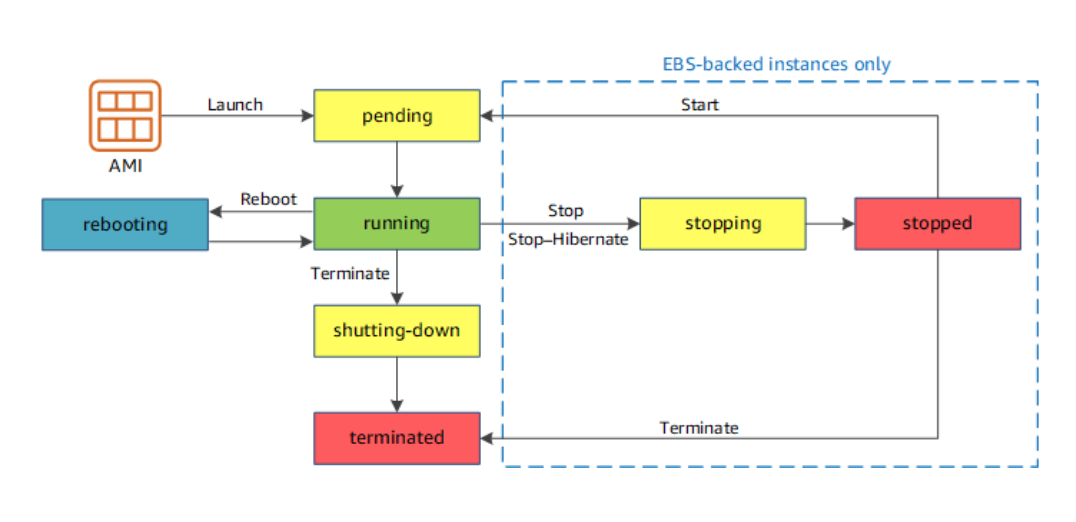 EBS-backed instances only
Launch
pending
Start
AMI
rebooting
Reboot
running
Stop
Stop–Hibernate
stopping
stopped
Terminate
shutting-down
terminated
Terminate